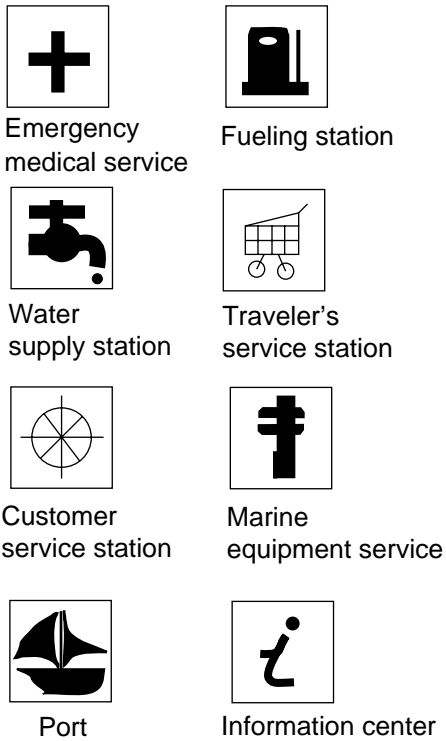 Emergency
medical service
Fueling station
Water
supply station
Traveler's
service station
Customer
service station
Marine
equipment service
Port
Information center